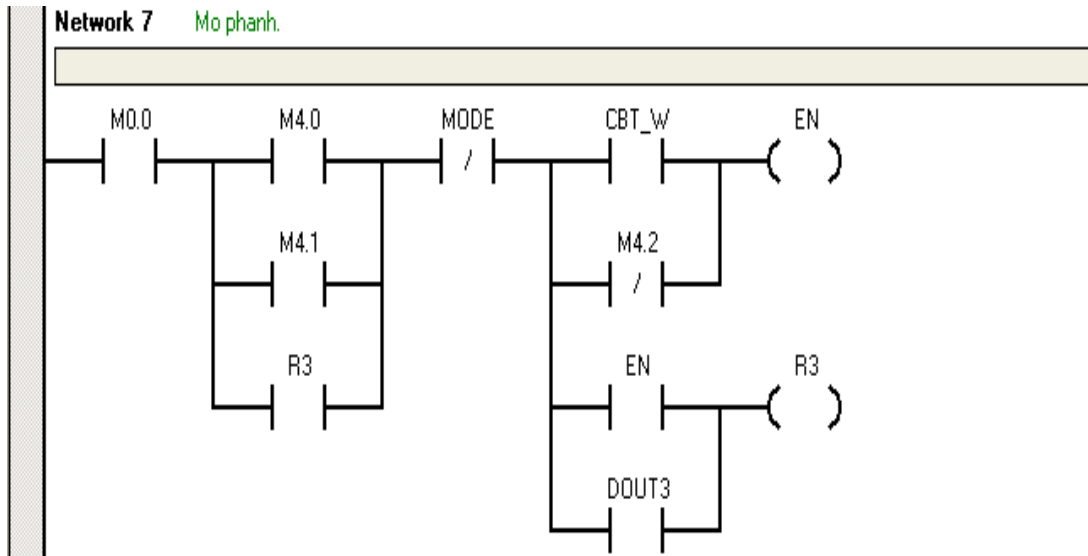 Network 7 Mo phanh.
M0.0 M4.0 MODE CBT_W EN
/
M4.1 M4.2
/
R3 EN R3
DOUT3